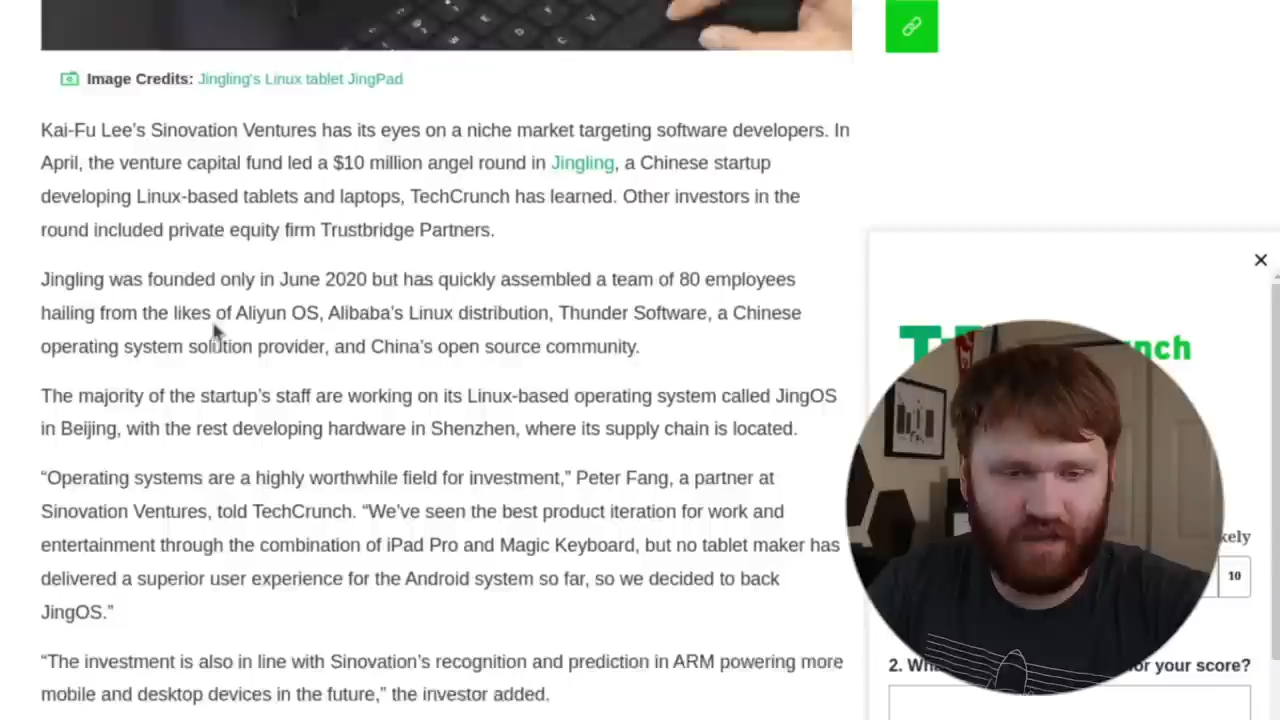 Image Credits: Jingling's Linux tablet JingPad
Kai-Fu Lee’s Sinovation Ventures has its eyes on a niche market targeting software developers. In
April, the venture capital fund led a $10 million angel round in Jingling, a Chinese startup
developing Linux-based tablets and laptops, TechCrunch has learned. Other investors in the
round included private equity firm Trustbridge Partners.
Jingling was founded only in June 2020 but has quickly assembled a team of 80 employees
hailing from the likes of Aliyun OS, Alibaba’s Linux distribution, Thunder Software, a Chinese
operating system solution provider, and China’s open source community.
The majority of the startup’s staff are working on its Linux-based operating system called JingOS
in Beijing, with the rest developing hardware in Shenzhen, where its supply chain is located.
“Operating systems are a highly worthwhile field for investment,” Peter Fang, a partner at
Sinovation Ventures, told TechCrunch. “We’ve seen the best product iteration for work and
entertainment through the combination of iPad Pro and Magic Keyboard, but no tablet maker has
delivered a superior user experience for the Android system so far, so we decided to back
JingOS.”
“The investment is also in line with Sinovation’s recognition and prediction in ARM powering more
mobile and desktop devices in the future,” the investor added.
10
2. or your score?